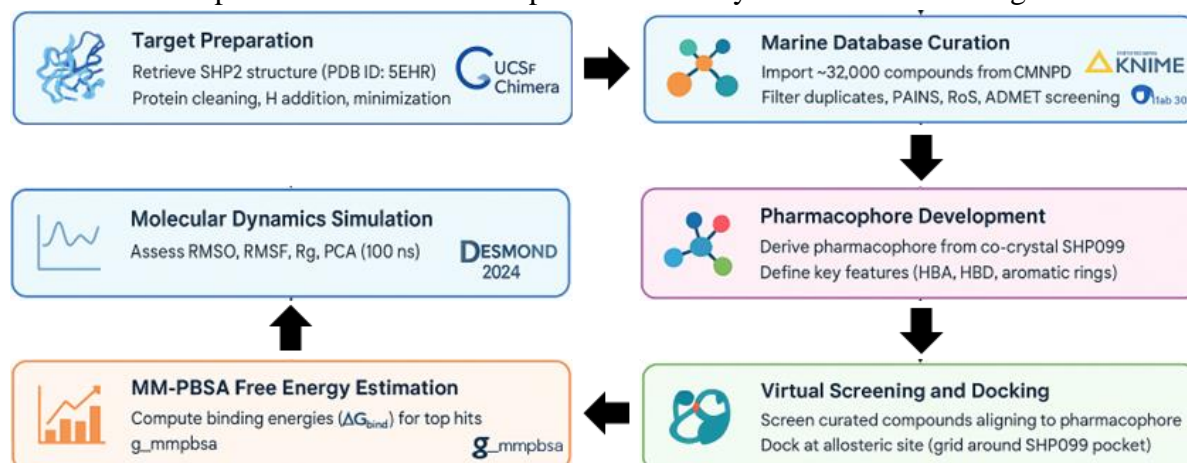 Target Preparation
Retrieve SHP2 structure (PDB ID: 5EHR)
Protein cleaning, H addition, minimization
UCSF
Chimera
Marine Database Curation
Import ~32,000 compounds from CMNPD
KNIME
Filter duplicates, PAINS, RoS, ADMET screening
Molecular Dynamics Simulation
Assess RMSO, RMSF, Rg, PCA (100 ns)
DESMOND
2024
Pharmacophore Development
Derive pharmacophore from co-crystal SHP099
Define key features (HBA, HBD, aromatic rings)
MM-PBSA Free Energy Estimation
Compute binding energies (ΔGbind) for top hits
g_mmpbsa
g_mmpbsa
Virtual Screening and Docking
Screen curated compounds aligning to pharmacophore
Dock at allosteric site (grid around SHP099 pocket)